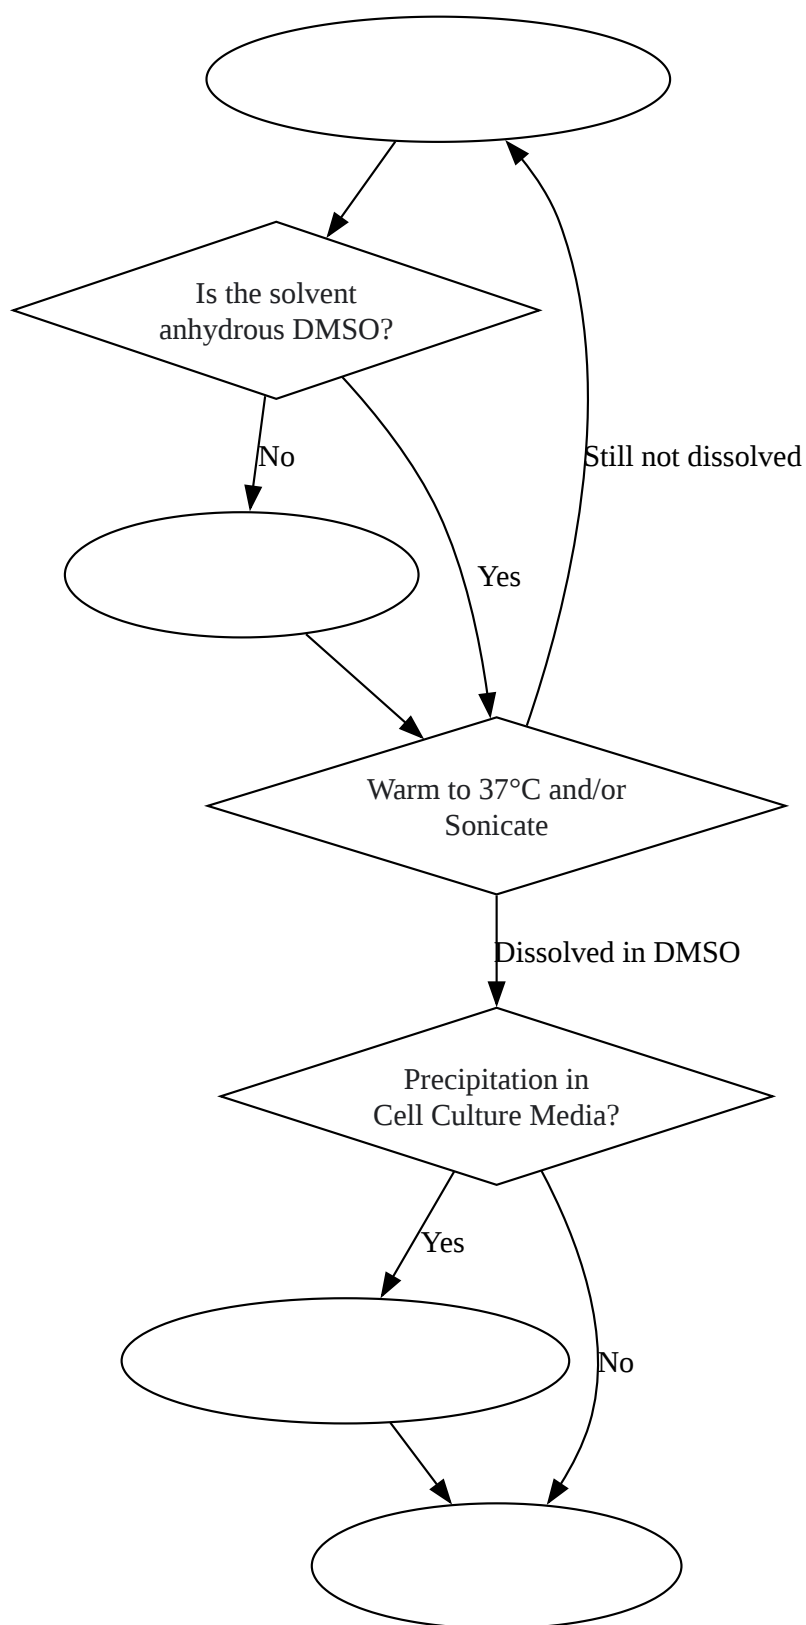 Is the solvent
anhydrous DMSO?
No
Still not dissolved
Yes
Warm to 37°C and/or
Sonicate
Dissolved in DMSO
Precipitation in
Cell Culture Media?
Yes
No